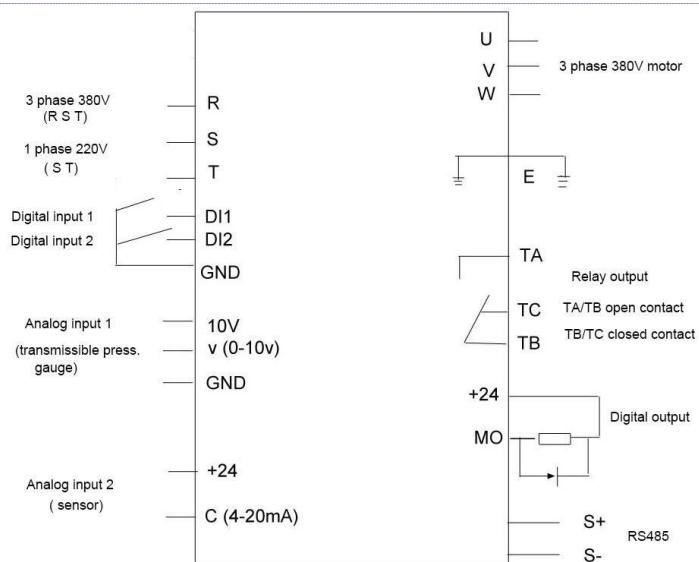 3 phase 380V
(R S T)
1 phase 220V
( S T)
Digital input 1
Digital input 2
Analog input 1
(transmissible press.
gauge)
Analog input 2
( sensor)
R
S
T
DI1
DI2
GND
10V
v (0-10v)
GND
+24
C (4-20mA)
U
V
W
E
TA
TC
TB
+24
MO
S+
S-
3 phase 380V motor
Relay output
TA/TB open contact
TB/TC closed contact
Digital output
RS485